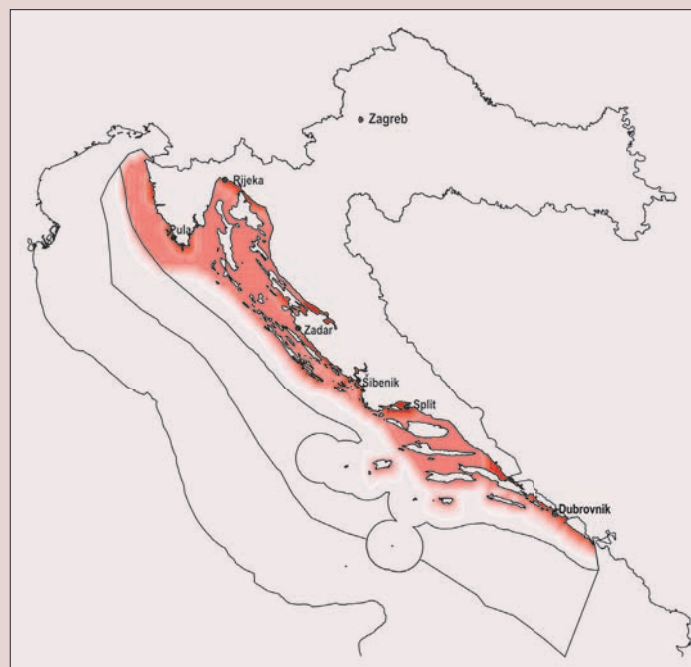 Zagreb
Rijeka
Pula
Zadar
Šibenik
Split
Dubrovnik